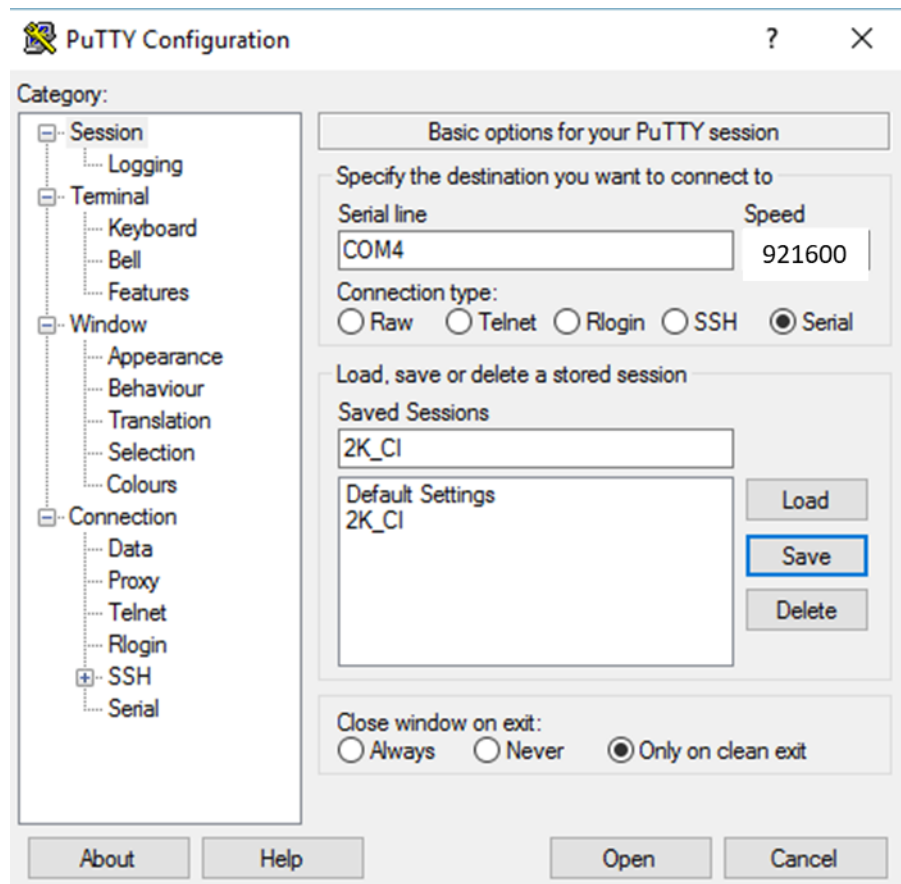 PuTTY Configuration
?
Category:
Session
Logging
Terminal
Keyboard
Bell
Features
Window
Appearance
Behaviour
Translation
Selection
Colours
Connection
Data
Proxy
Telnet
Rlogin
SSH
Serial
Basic options for your PuTTY session
Specify the destination you want to connect to
Serial line Speed
COM4 921600
Connection type:
Raw Telnet Rlogin SSH Serial
Load, save or delete a stored session
Saved Sessions
2K_CI
Default Settings
2K_CI
Load
Save
Delete
Close window on exit:
Always Never Only on clean exit
About Help Open Cancel